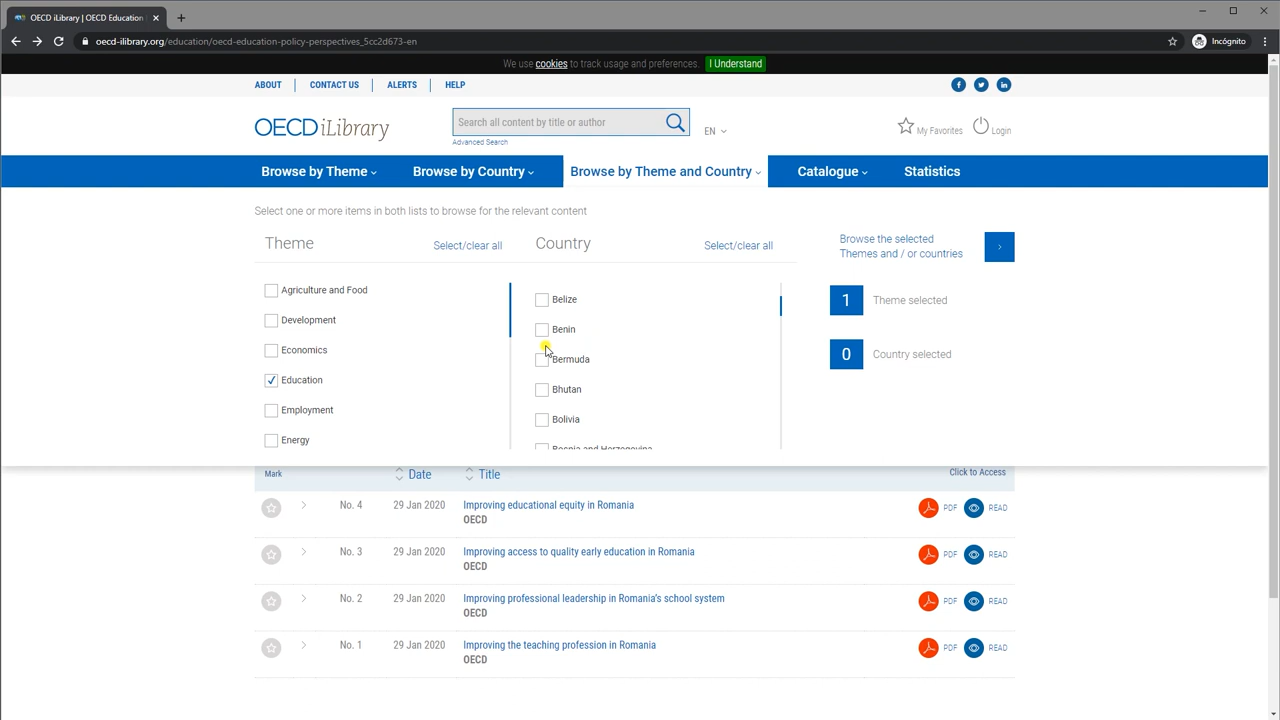 OECD iLibrary | OECD Education
oecd-ilibrary.org/education/oecd-education-policy-perspectives_5cc2d673-en
Incógnito
We use cookies to track usage and preferences. I Understand
ABOUT CONTACT US ALERTS HELP
OECD iLibrary
Search all content by title or author
Advanced Search
EN
My Favorites
Login
Browse by Theme Browse by Country Browse by Theme and Country Catalogue Statistics
Select one or more items in both lists to browse for the relevant content
Theme Select/clear all
Agriculture and Food
Development
Economics
Education
Employment
Energy
Country Select/clear all
Belize
Benin
Bermuda
Bhutan
Bolivia
Bosnia and Herzegovina
Browse the selected
Themes and / or countries
1 Theme selected
0 Country selected
Mark Date Title Click to Access
No. 4 29 Jan 2020 Improving educational equity in Romania PDF READ
OECD
No. 3 29 Jan 2020 Improving access to quality early education in Romania PDF READ
OECD
No. 2 29 Jan 2020 Improving professional leadership in Romania's school system PDF READ
OECD
No. 1 29 Jan 2020 Improving the teaching profession in Romania PDF READ
OECD